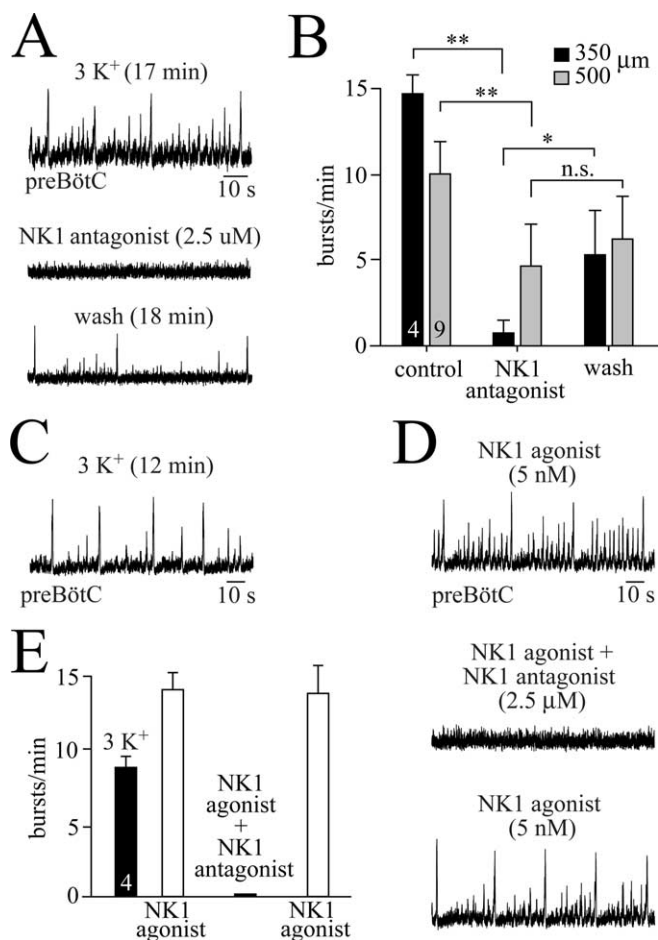 A
3 K⁺ (17 min)
preBötC
10 s
NK1 antagonist (2.5 uM)
wash (18 min)
B
** 350 μm
** 500
*
n.s.
15
10
5
0
bursts/min
4 9
control NK1 antagonist wash
C
3 K⁺ (12 min)
preBötC
10 s
D
NK1 agonist
(5 nM)
preBötC
10 s
NK1 agonist +
NK1 antagonist
(2.5 μM)
NK1 agonist
(5 nM)
E
15
10
5
0
bursts/min
3 K⁺
4
NK1
agonist
+
NK1
antagonist
NK1
agonist
NK1
agonist